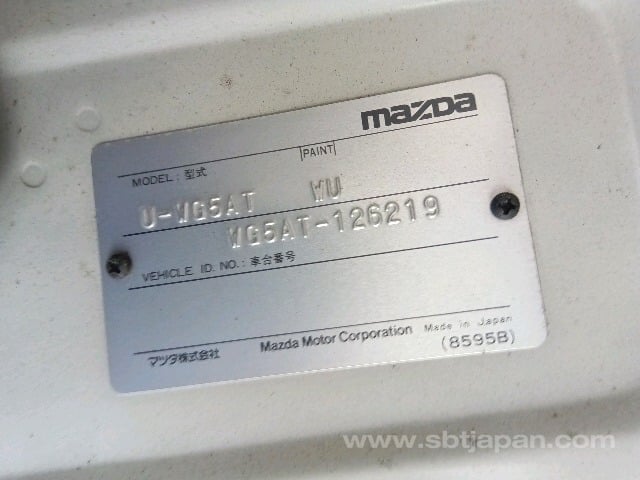 mazda
MODEL : 型式 PAINT
U-WG5AT WU
WG5AT-126219
VEHICLE ID. NO. : 車台番号
マツダ株式会社 Mazda Motor Corporation Made in Japan
(8595B)
www.sbtjapan.com